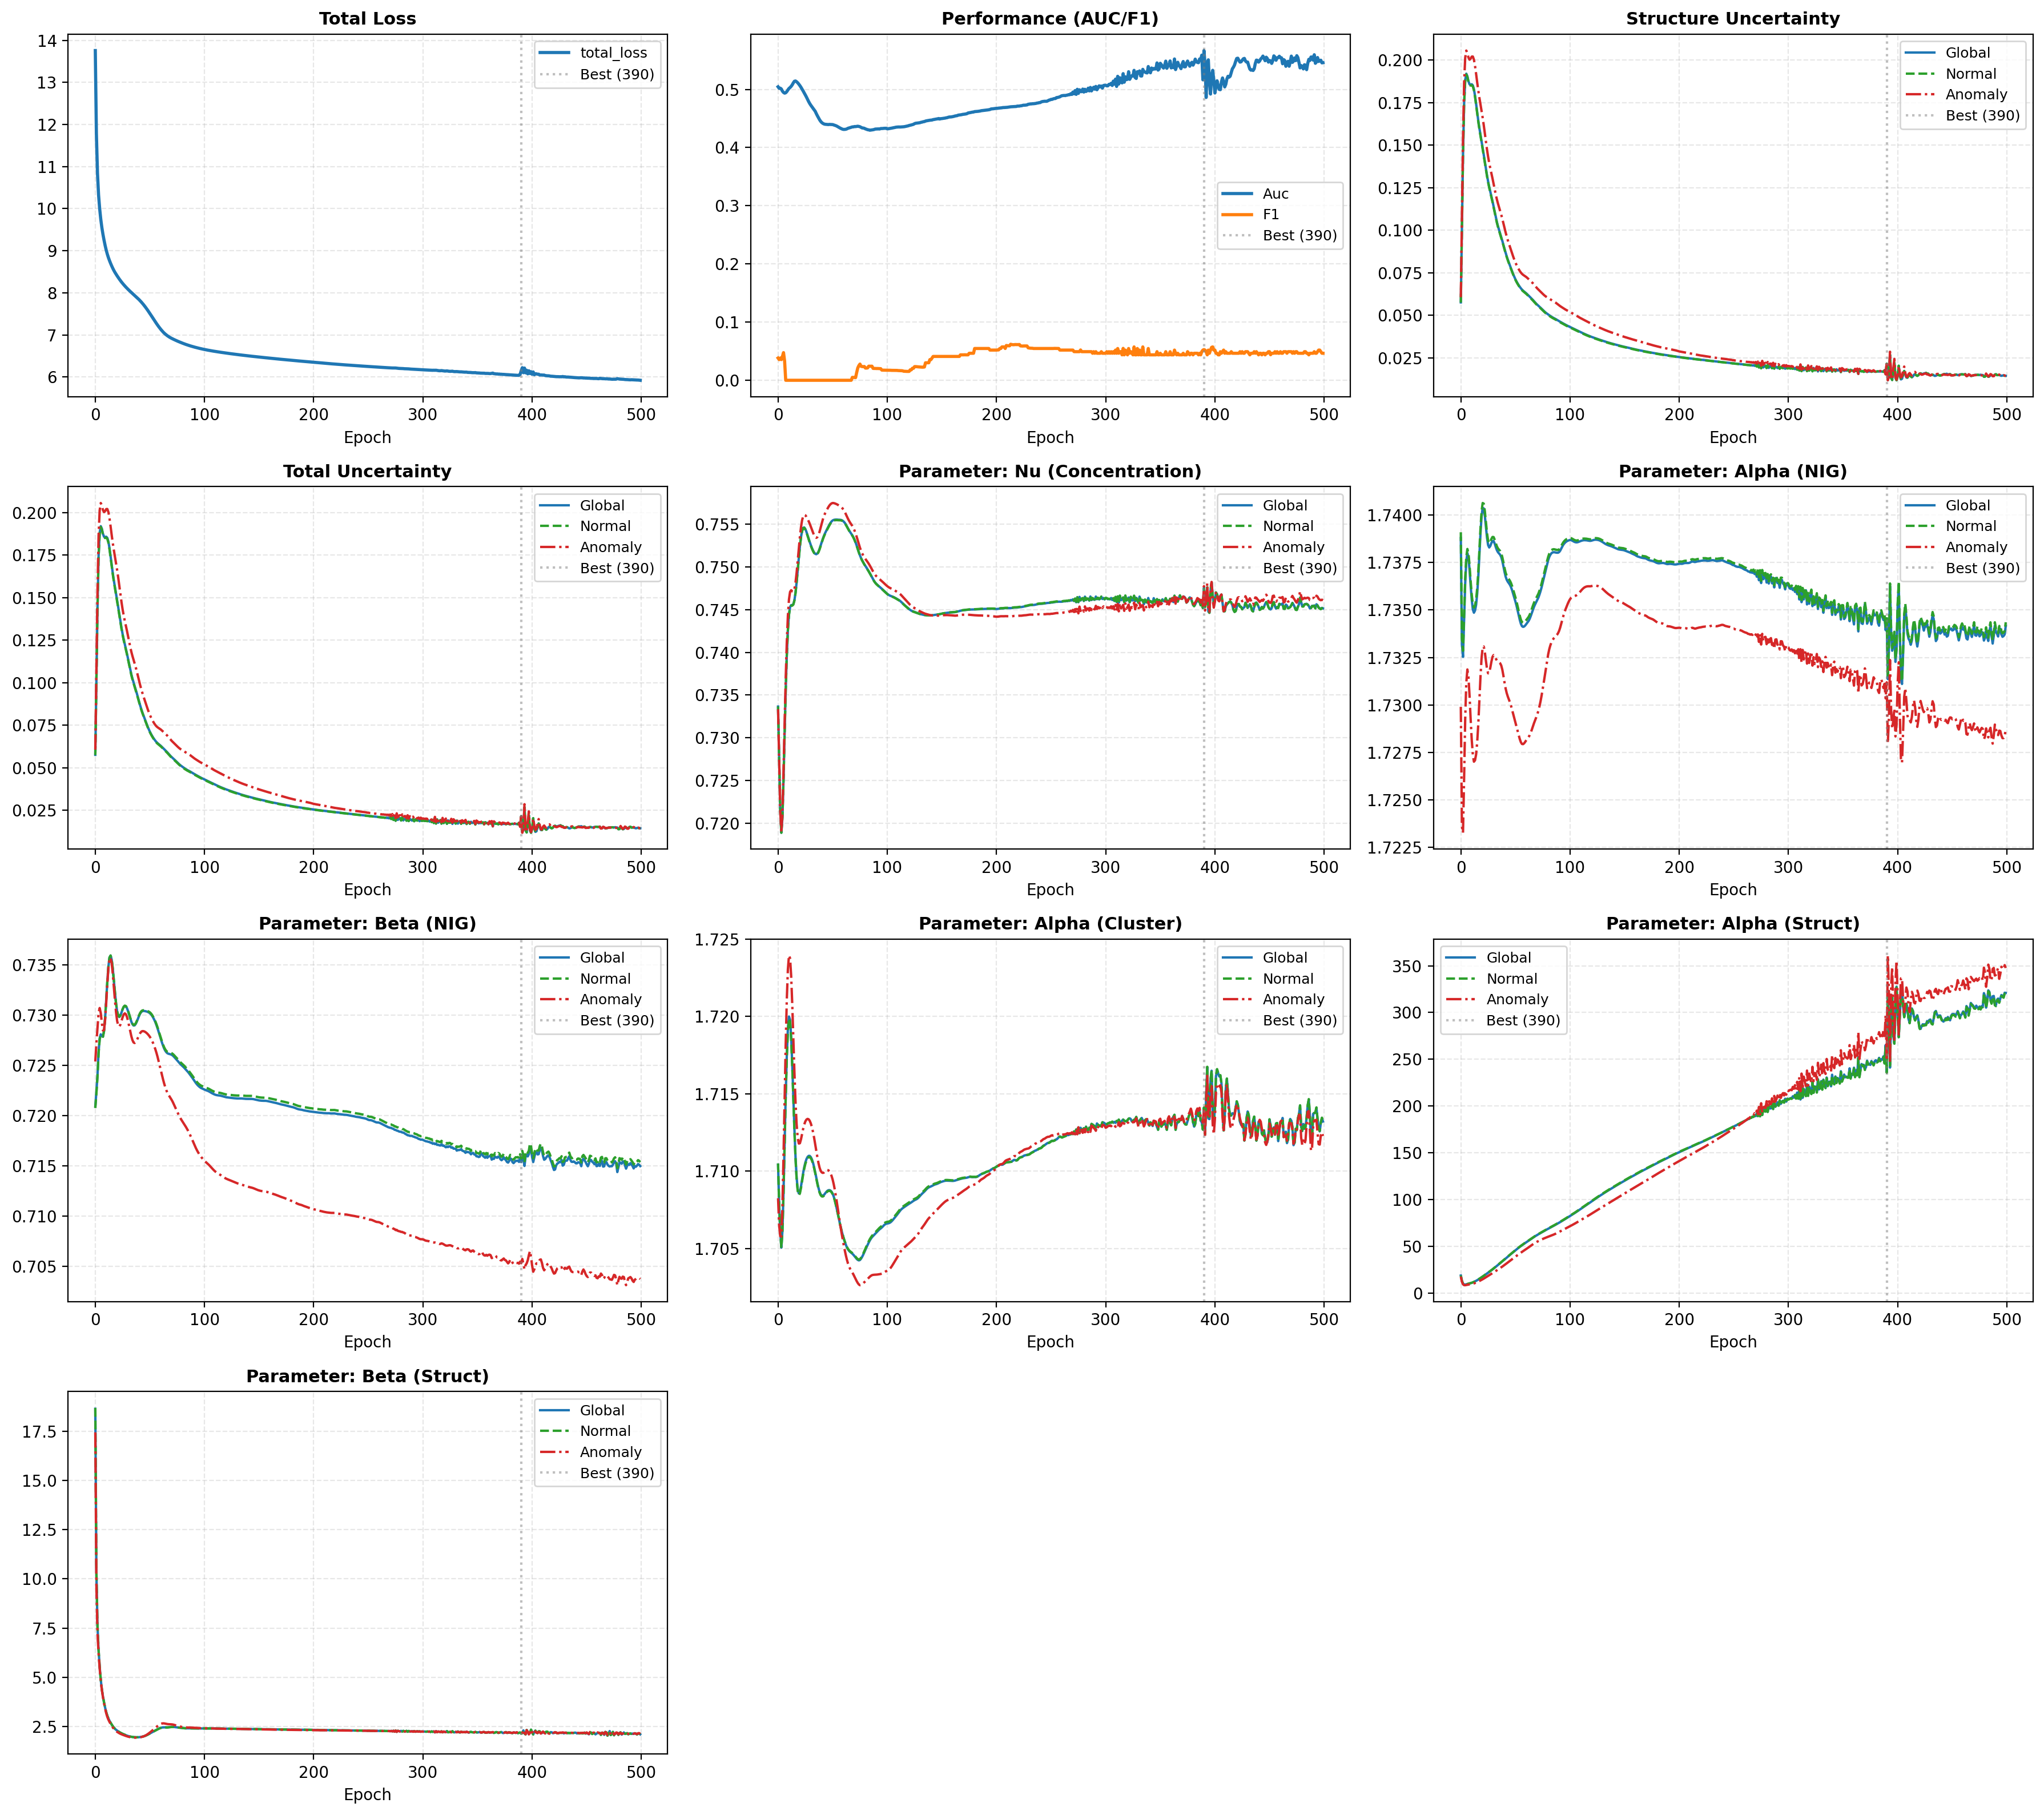 Total Loss
14
13
12
11
10
9
8
7
6
0
100
200
300
400
500
Epoch
total_loss
Best (390)
Performance (AUC/F1)
0.5
0.4
0.3
0.2
0.1
0.0
0
100
200
300
400
500
Epoch
Auc
F1
Best (390)
Structure Uncertainty
0.200
0.175
0.150
0.125
0.100
0.075
0.050
0.025
0
100
200
300
400
500
Epoch
Global
Normal
Anomaly
Best (390)
Total Uncertainty
0.200
0.175
0.150
0.125
0.100
0.075
0.050
0.025
0
100
200
300
400
500
Epoch
Global
Normal
Anomaly
Best (390)
Parameter: Nu (Concentration)
0.755
0.750
0.745
0.740
0.735
0.730
0.725
0.720
0
100
200
300
400
500
Epoch
Global
Normal
Anomaly
Best (390)
Parameter: Alpha (NIG)
1.7400
1.7375
1.7350
1.7325
1.7300
1.7275
1.7250
1.7225
0
100
200
300
400
500
Epoch
Global
Normal
Anomaly
Best (390)
Parameter: Beta (NIG)
0.735
0.730
0.725
0.720
0.715
0.710
0.705
0
100
200
300
400
500
Epoch
Global
Normal
Anomaly
Best (390)
Parameter: Alpha (Cluster)
1.725
1.720
1.715
1.710
1.705
0
100
200
300
400
500
Epoch
Global
Normal
Anomaly
Best (390)
Parameter: Alpha (Struct)
350
300
250
200
150
100
50
0
0
100
200
300
400
500
Epoch
Global
Normal
Anomaly
Best (390)
Parameter: Beta (Struct)
17.5
15.0
12.5
10.0
7.5
5.0
2.5
0
100
200
300
400
500
Epoch
Global
Normal
Anomaly
Best (390)